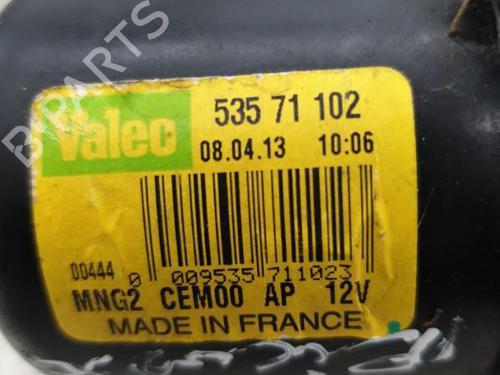 B-PARTS
Valeo
535 71 102
08.04.13 10:06
00444
0 009535 711023
MNG2 CEM00 AP 12V
MADE IN FRANCE